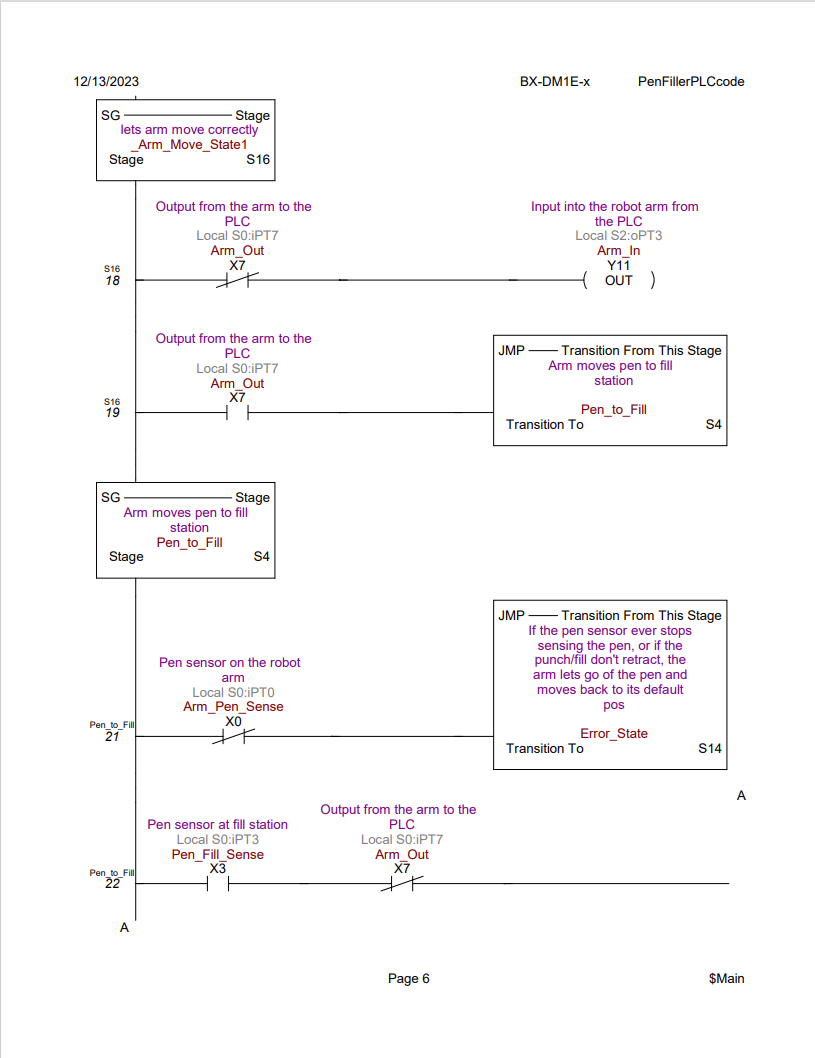 12/13/2023 BX-DM1E-x PenFillerPLCcode
SG Stage
lets arm move correctly
_Arm_Move_State1
Stage S16
Output from the arm to the
PLC
Local S0:iPT7
Arm_Out
X7
Input into the robot arm from
the PLC
Local S2:oPT3
Arm_In
Y11
OUT
S16
18
Output from the arm to the
PLC
Local S0:iPT7
Arm_Out
X7
S16
19
JMP Transition From This Stage
Arm moves pen to fill
station
Pen_to_Fill
Transition To S4
SG Stage
Arm moves pen to fill
station
Pen_to_Fill
Stage S4
Pen sensor on the robot
arm
Local S0:iPT0
Arm_Pen_Sense
X0
Pen_to_Fill
21
JMP Transition From This Stage
If the pen sensor ever stops
sensing the pen, or if the
punch/fill don't retract, the
arm lets go of the pen and
moves back to its default
pos
Error_State
Transition To S14
A
Pen sensor at fill station
Local S0:iPT3
Pen_Fill_Sense
X3
Output from the arm to the
PLC
Local S0:iPT7
Arm_Out
X7
Pen_to_Fill
22
A
Page 6 $Main